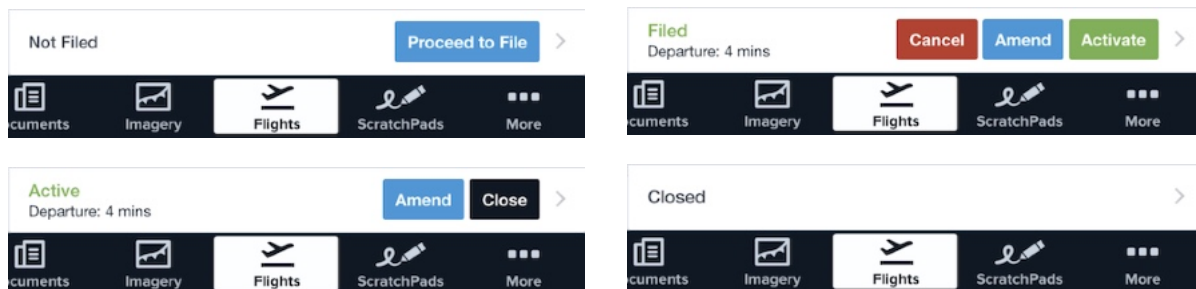 Not Filed
Proceed to File
cuments Imagery Flights ScratchPads More
Filed
Departure: 4 mins
Cancel Amend Activate
cuments Imagery Flights ScratchPads More
Active
Departure: 4 mins
Amend Close
cuments Imagery Flights ScratchPads More
Closed
cuments Imagery Flights ScratchPads More